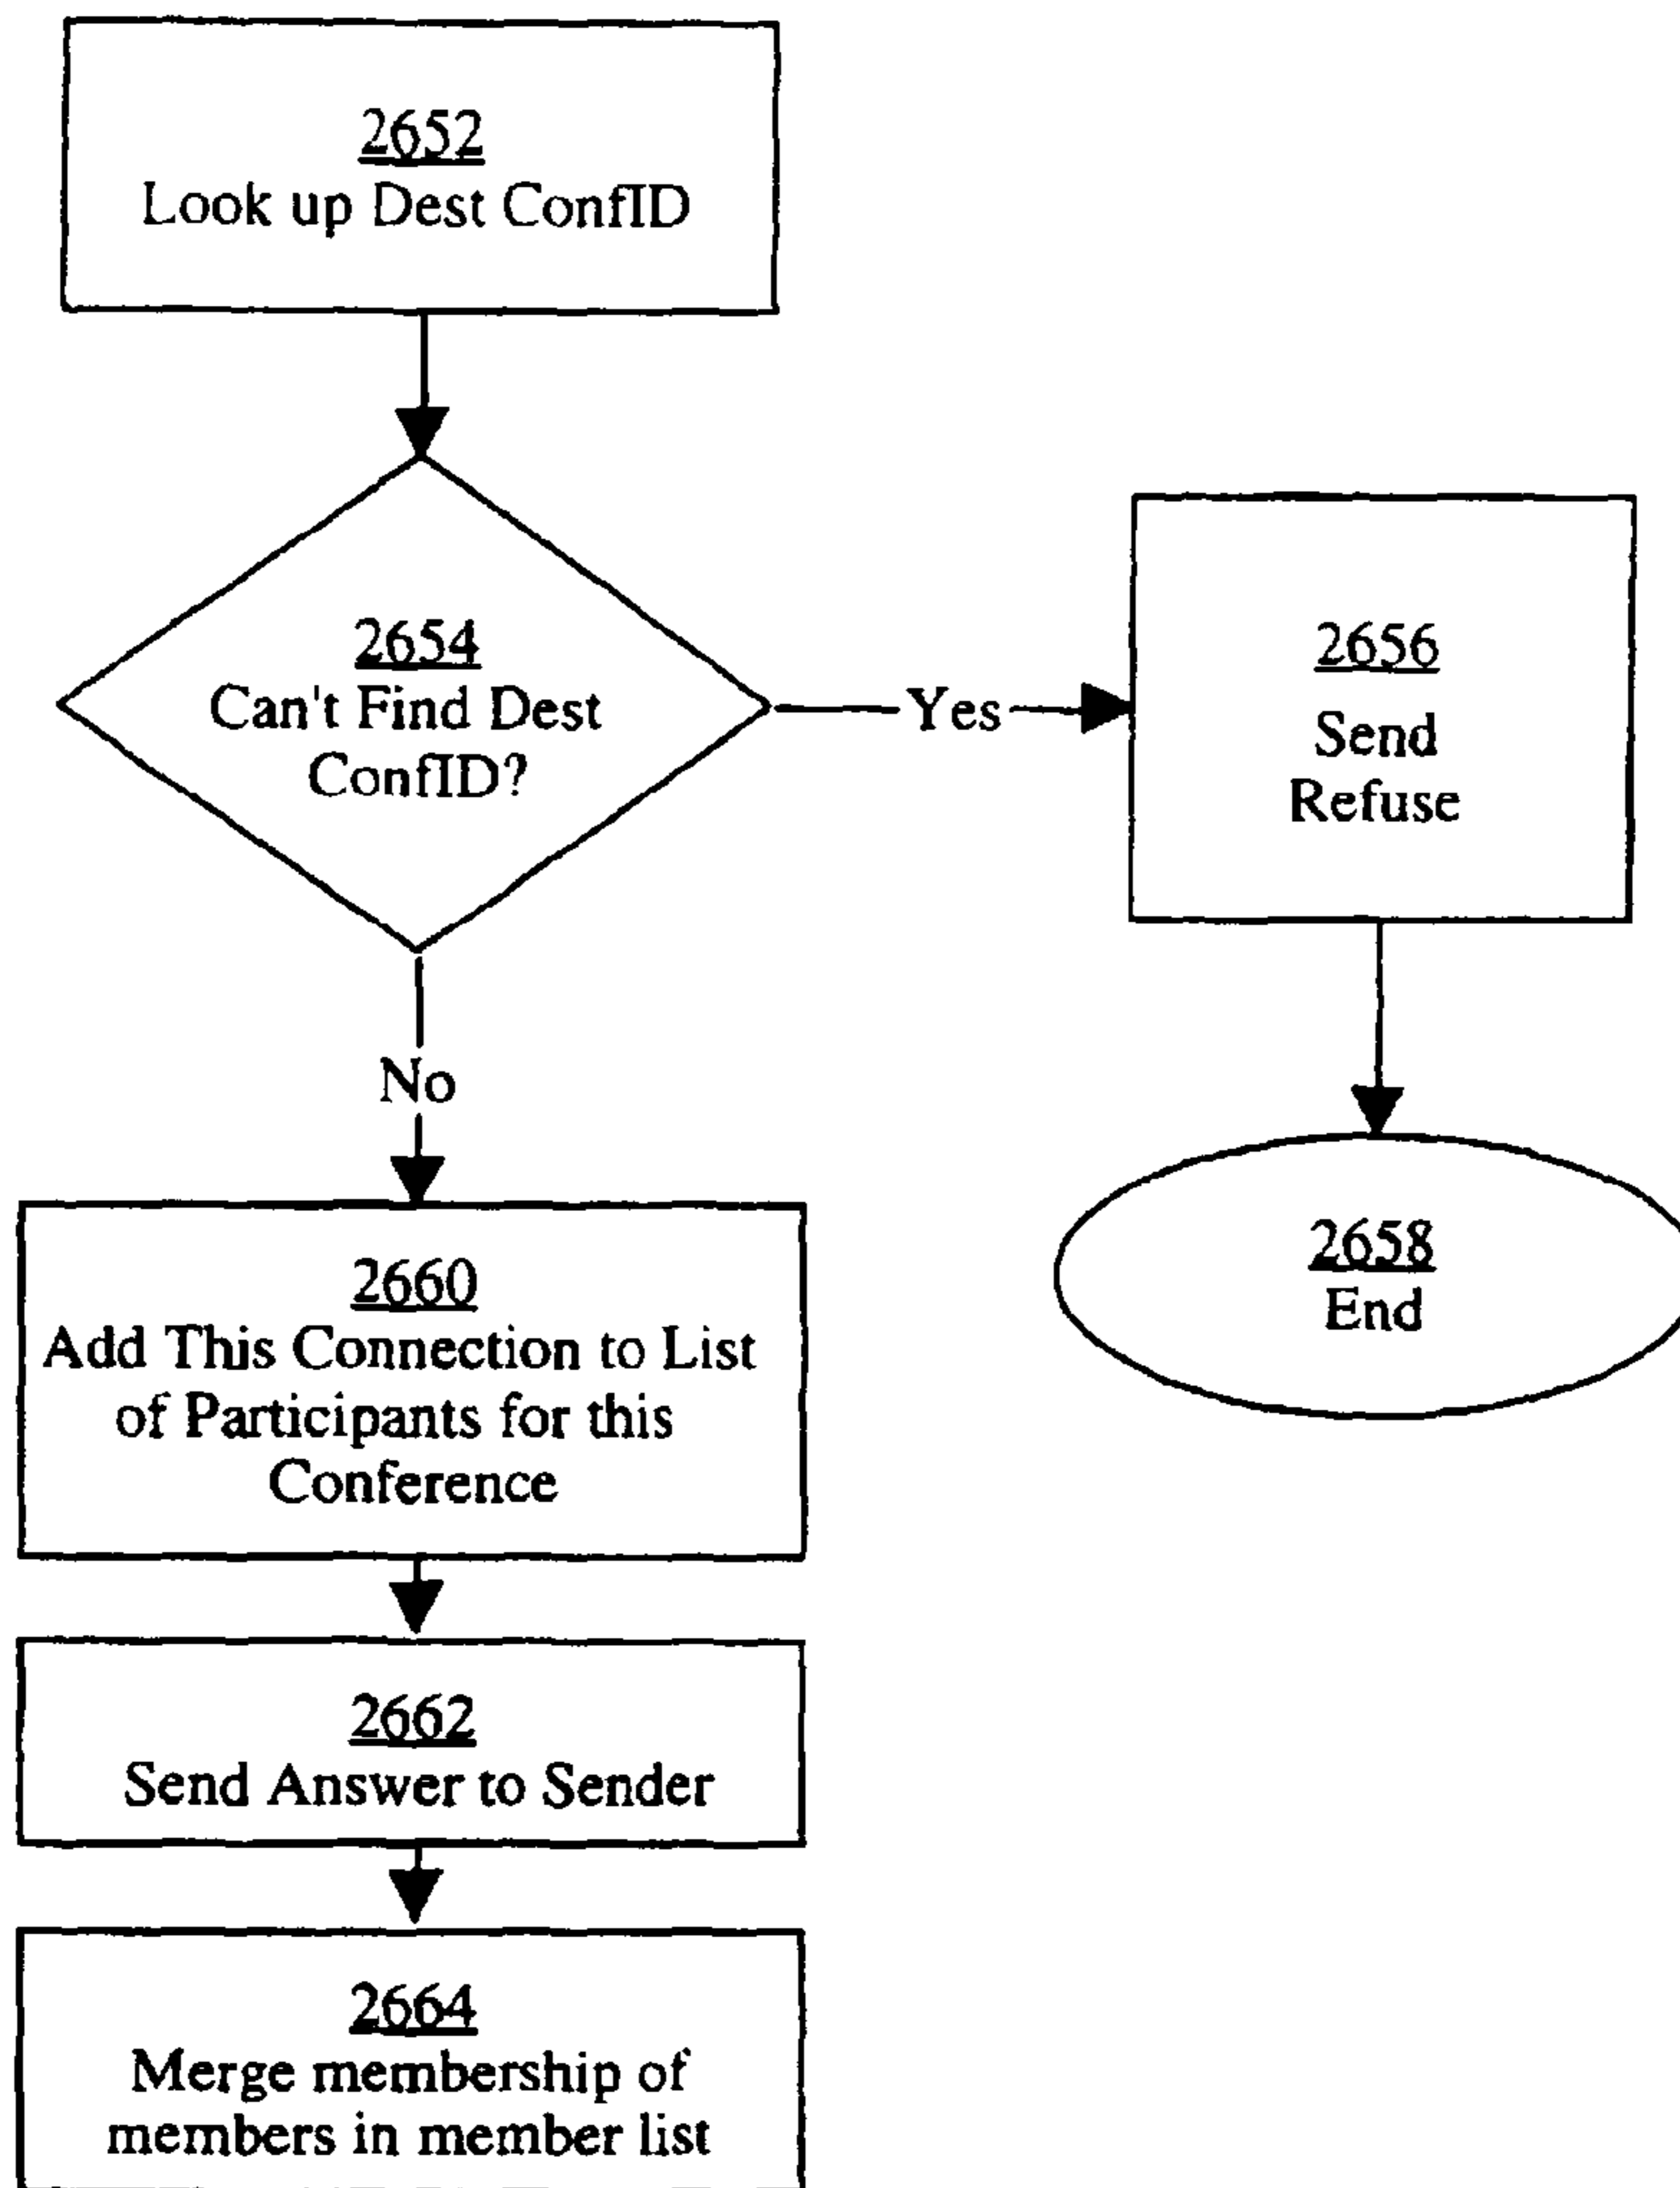 2652
Look up Dest ConfID
2654
Can't Find Dest
ConfID?
Yes
2656
Send
Refuse
No
2658
End
2660
Add This Connection to List
of Participants for this
Conference
2662
Send Answer to Sender
2664
Merge membership of
members in member list